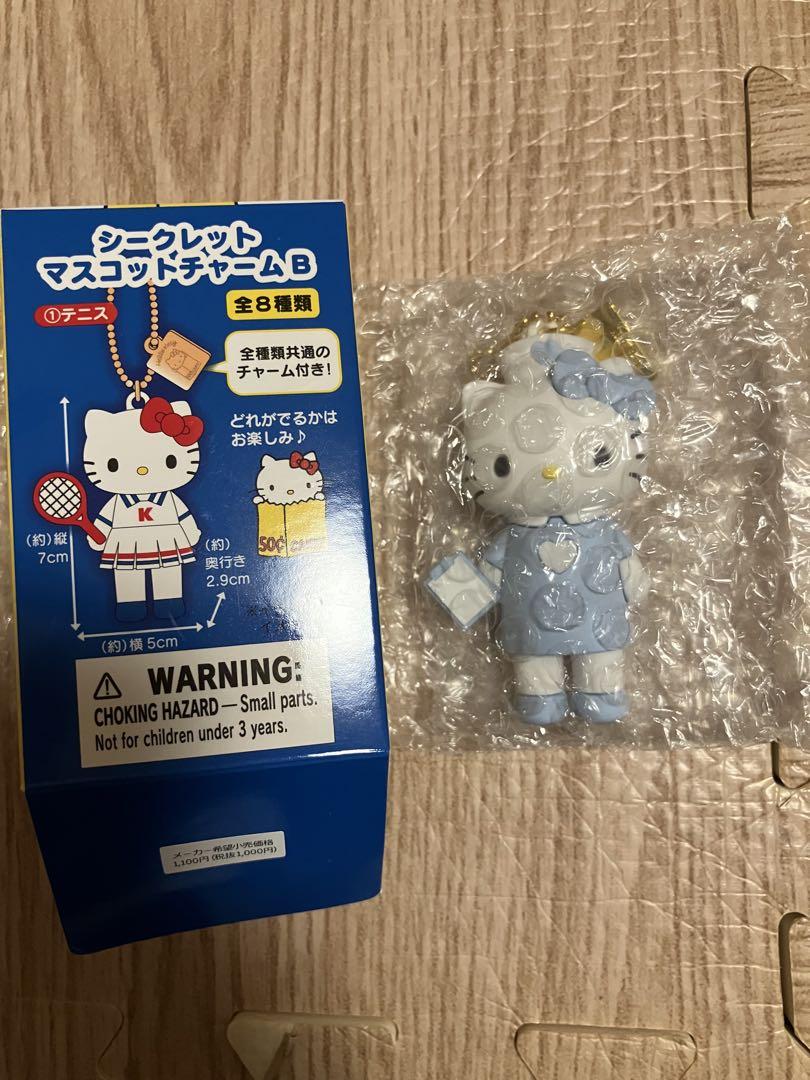 シークレット
マスコットチャームB
①テニス
全8種類
全種類共通の
チャーム付き!
どれがでるかは
お楽しみ♪
K
50¢
(約)縦
7cm
(約)
奥行き
2.9cm
(約)横5cm
WARNING:
CHOKING HAZARD — Small parts.
Not for children under 3 years.
メーカー希望小売価格
1,100円(税抜1,000円)